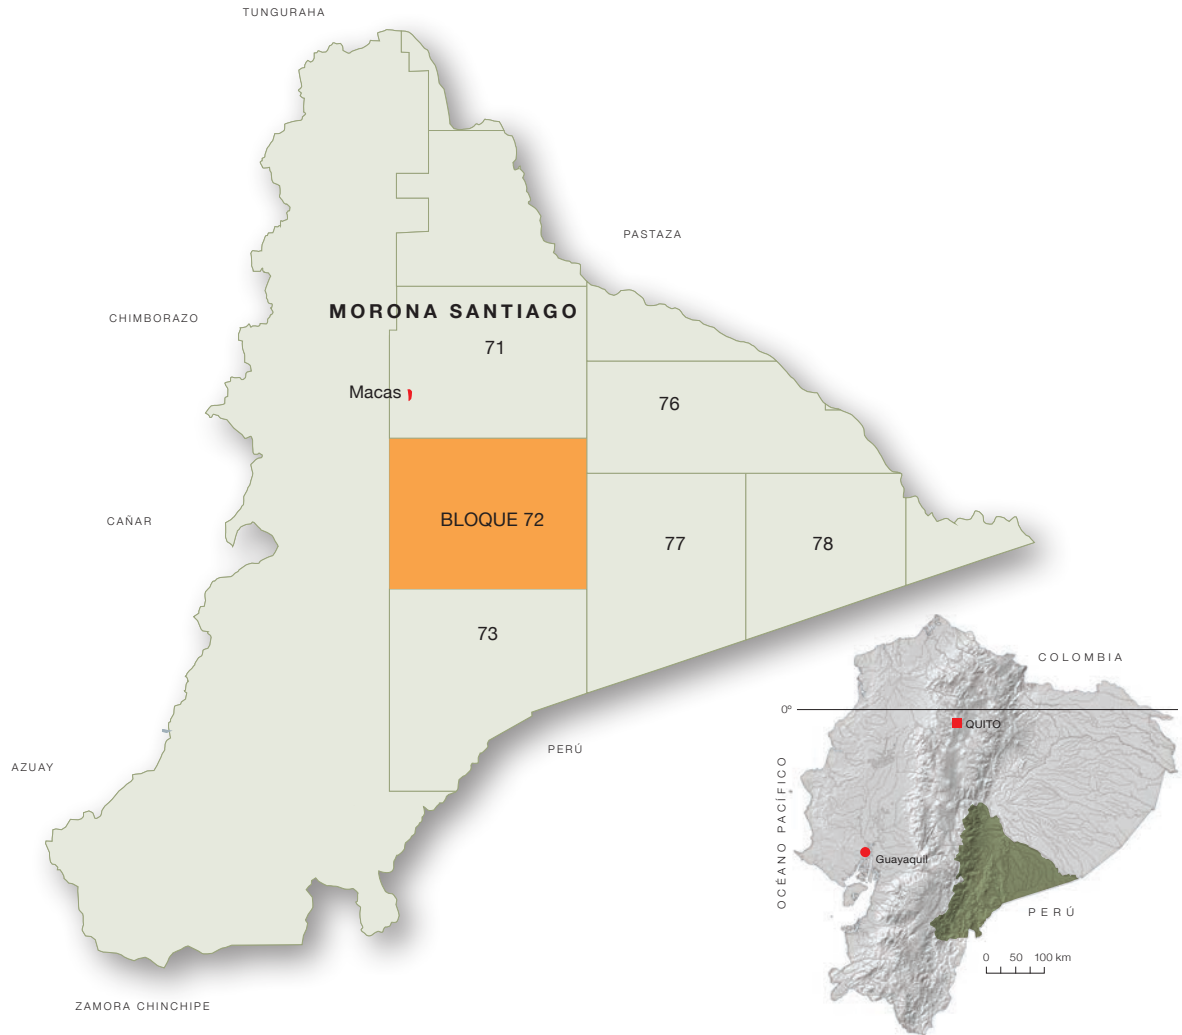 TUNGURAHA
PASTAZA
MORONA SANTIAGO
CHIMBORAZO
71
Macas
76
BLOQUE 72
CAÑAR
77
78
73
PERÚ
AZUAY
ZAMORA CHINCHIPE
COLOMBIA
0º
QUITO
OCÉANO PACÍFICO
Guayaquil
PERÚ
0 50 100 km